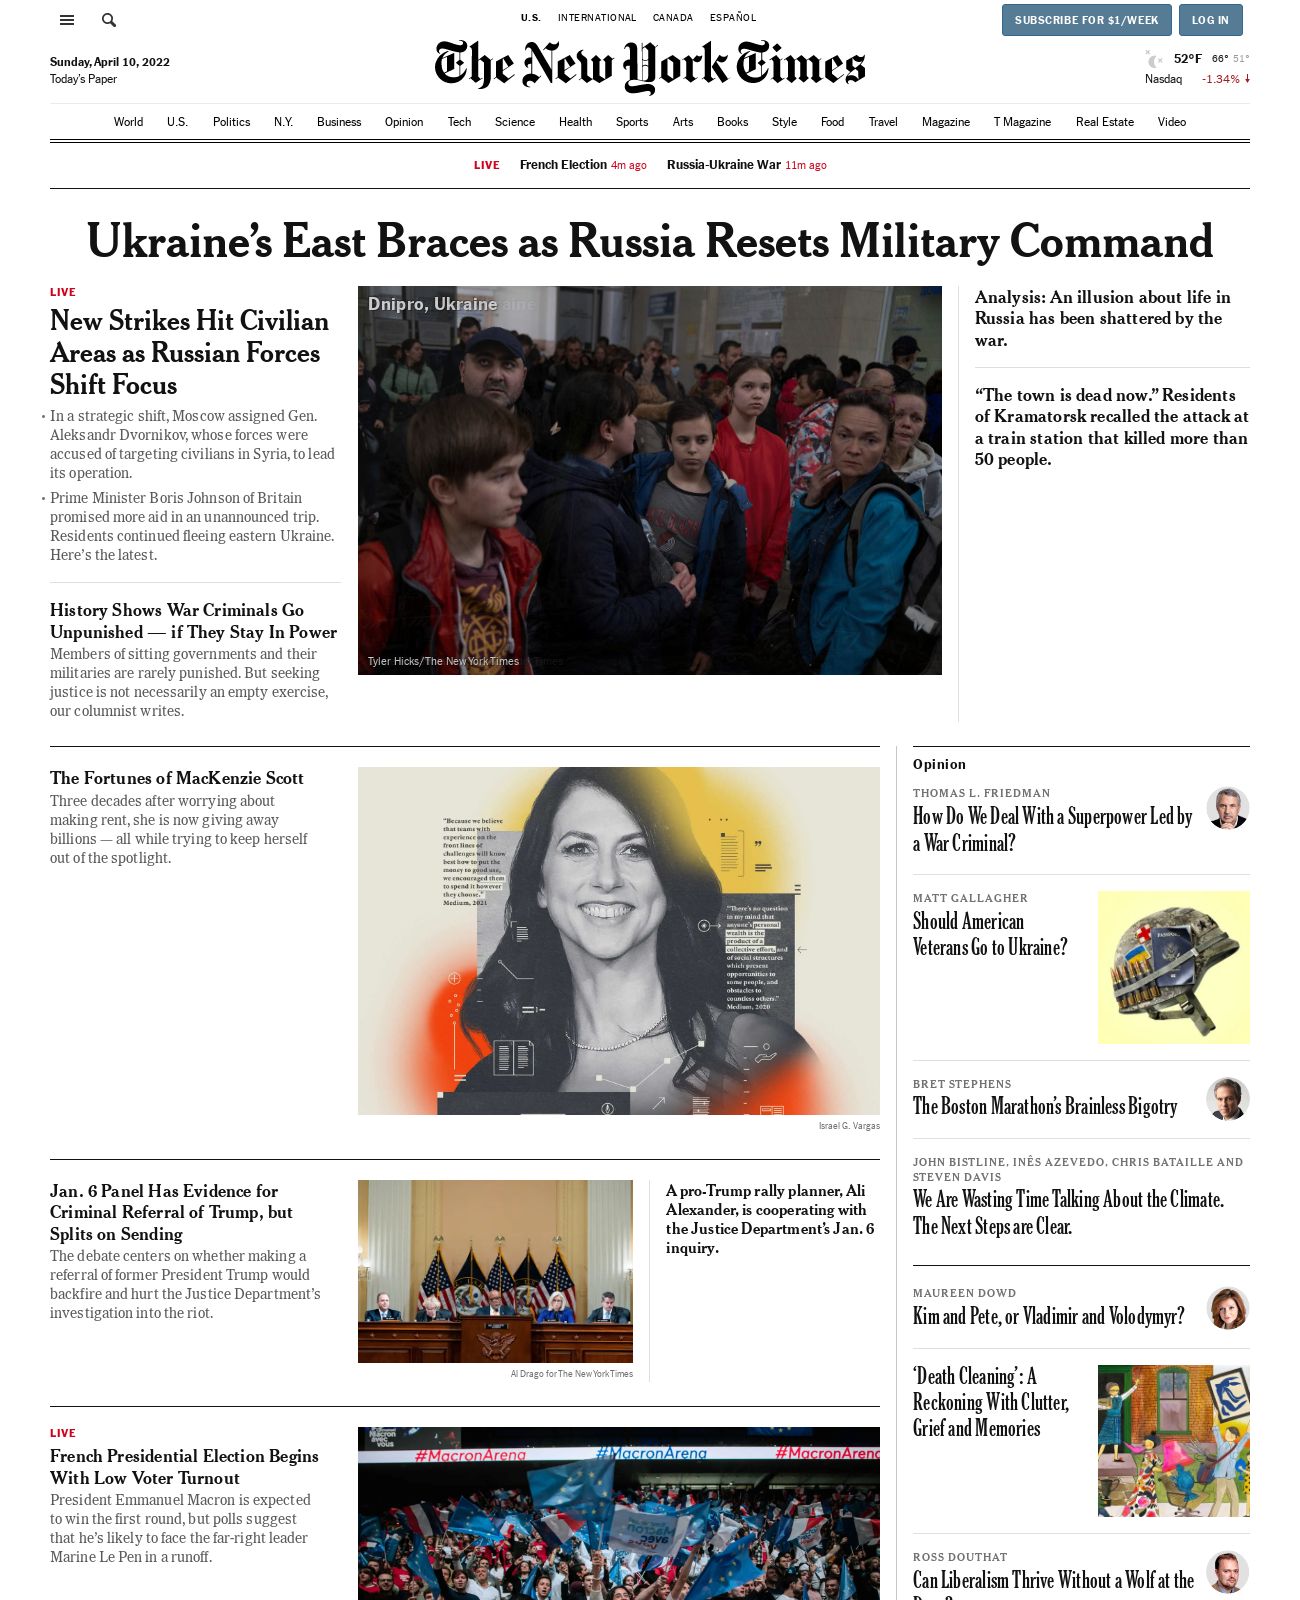 U.S. INTERNATIONAL CANADA ESPAÑOL
SUBSCRIBE FOR $1/WEEK LOG IN
Sunday, April 10, 2022
Today's Paper
The New York Times
52°F 66° 51°
Nasdaq -1.34%
World U.S. Politics N.Y. Business Opinion Tech Science Health Sports Arts Books Style Food Travel Magazine T Magazine Real Estate Video
LIVE French Election 4m ago Russia-Ukraine War 11m ago
Ukraine’s East Braces as Russia Resets Military Command
LIVE
New Strikes Hit Civilian
Areas as Russian Forces
Shift Focus
• In a strategic shift, Moscow assigned Gen.
Aleksandr Dvornikov, whose forces were
accused of targeting civilians in Syria, to lead
its operation.
• Prime Minister Boris Johnson of Britain
promised more aid in an unannounced trip.
Residents continued fleeing eastern Ukraine.
Here’s the latest.
History Shows War Criminals Go
Unpunished — if They Stay In Power
Members of sitting governments and their
militaries are rarely punished. But seeking
justice is not necessarily an empty exercise,
our columnist writes.
Dnipro, Ukraine
Tyler Hicks/The New York Times
Analysis: An illusion about life in
Russia has been shattered by the
war.
“The town is dead now.” Residents
of Kramatorsk recalled the attack at
a train station that killed more than
50 people.
The Fortunes of MacKenzie Scott
Three decades after worrying about
making rent, she is now giving away
billions — all while trying to keep herself
out of the spotlight.
"Because we believe
that teams with
experience on the
front lines of
challenges will know
best how to put the
money to good use,
we encouraged them
to spend it however
they choose."
Medium, 2021
"There's no question
in my mind that
anyone's personal
wealth is the
product of a
collective effort, and
of social structures
which present
opportunities to
some people, and
obstacles to
countless others."
Medium, 2020
Israel G. Vargas
Jan. 6 Panel Has Evidence for
Criminal Referral of Trump, but
Splits on Sending
The debate centers on whether making a
referral of former President Trump would
backfire and hurt the Justice Department’s
investigation into the riot.
Al Drago for The New York Times
A pro-Trump rally planner, Ali
Alexander, is cooperating with
the Justice Department’s Jan. 6
inquiry.
LIVE
French Presidential Election Begins
With Low Voter Turnout
President Emmanuel Macron is expected
to win the first round, but polls suggest
that he’s likely to face the far-right leader
Marine Le Pen in a runoff.
#MacronArena #MacronArena #MacronArena
Opinion
THOMAS L. FRIEDMAN
How Do We Deal With a Superpower Led by
a War Criminal?
MATT GALLAGHER
Should American
Veterans Go to Ukraine?
BRET STEPHENS
The Boston Marathon’s Brainless Bigotry
JOHN BISTLINE, INÊS AZEVEDO, CHRIS BATAILLE AND
STEVEN DAVIS
We Are Wasting Time Talking About the Climate.
The Next Steps are Clear.
MAUREEN DOWD
Kim and Pete, or Vladimir and Volodymyr?
‘Death Cleaning’: A
Reckoning With Clutter,
Grief and Memories
ROSS DOUTHAT
Can Liberalism Thrive Without a Wolf at the